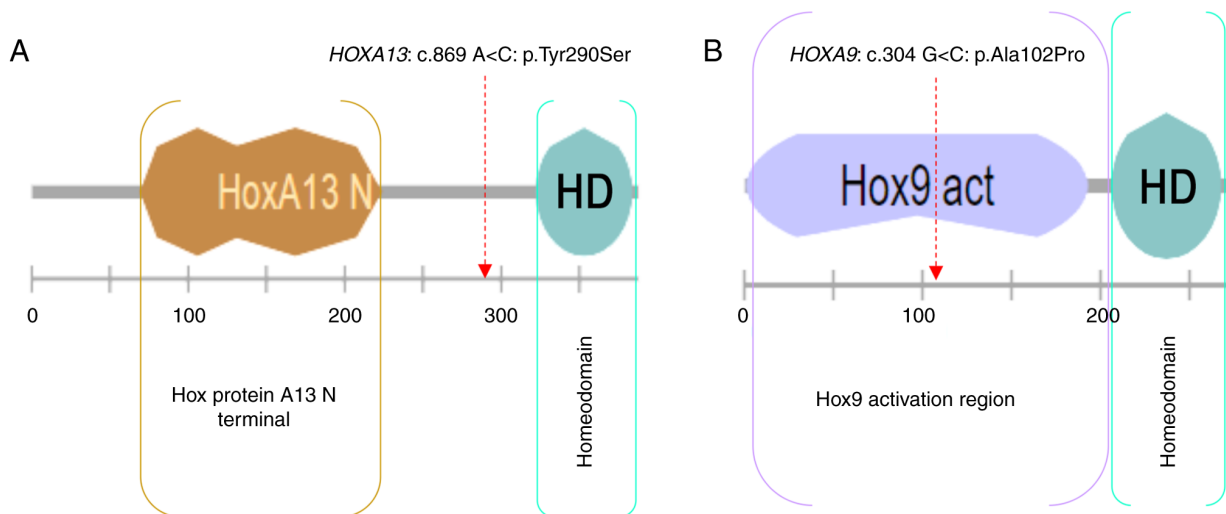 A
HOXA13: c.869 A<C: p.Tyr290Ser
HoxA13 N
HD
0
100
200
300
Hox protein A13 N
terminal
Homeodomain
B
HOXA9: c.304 G<C: p.Ala102Pro
Hox9 act
HD
0
100
200
Hox9 activation region
Homeodomain